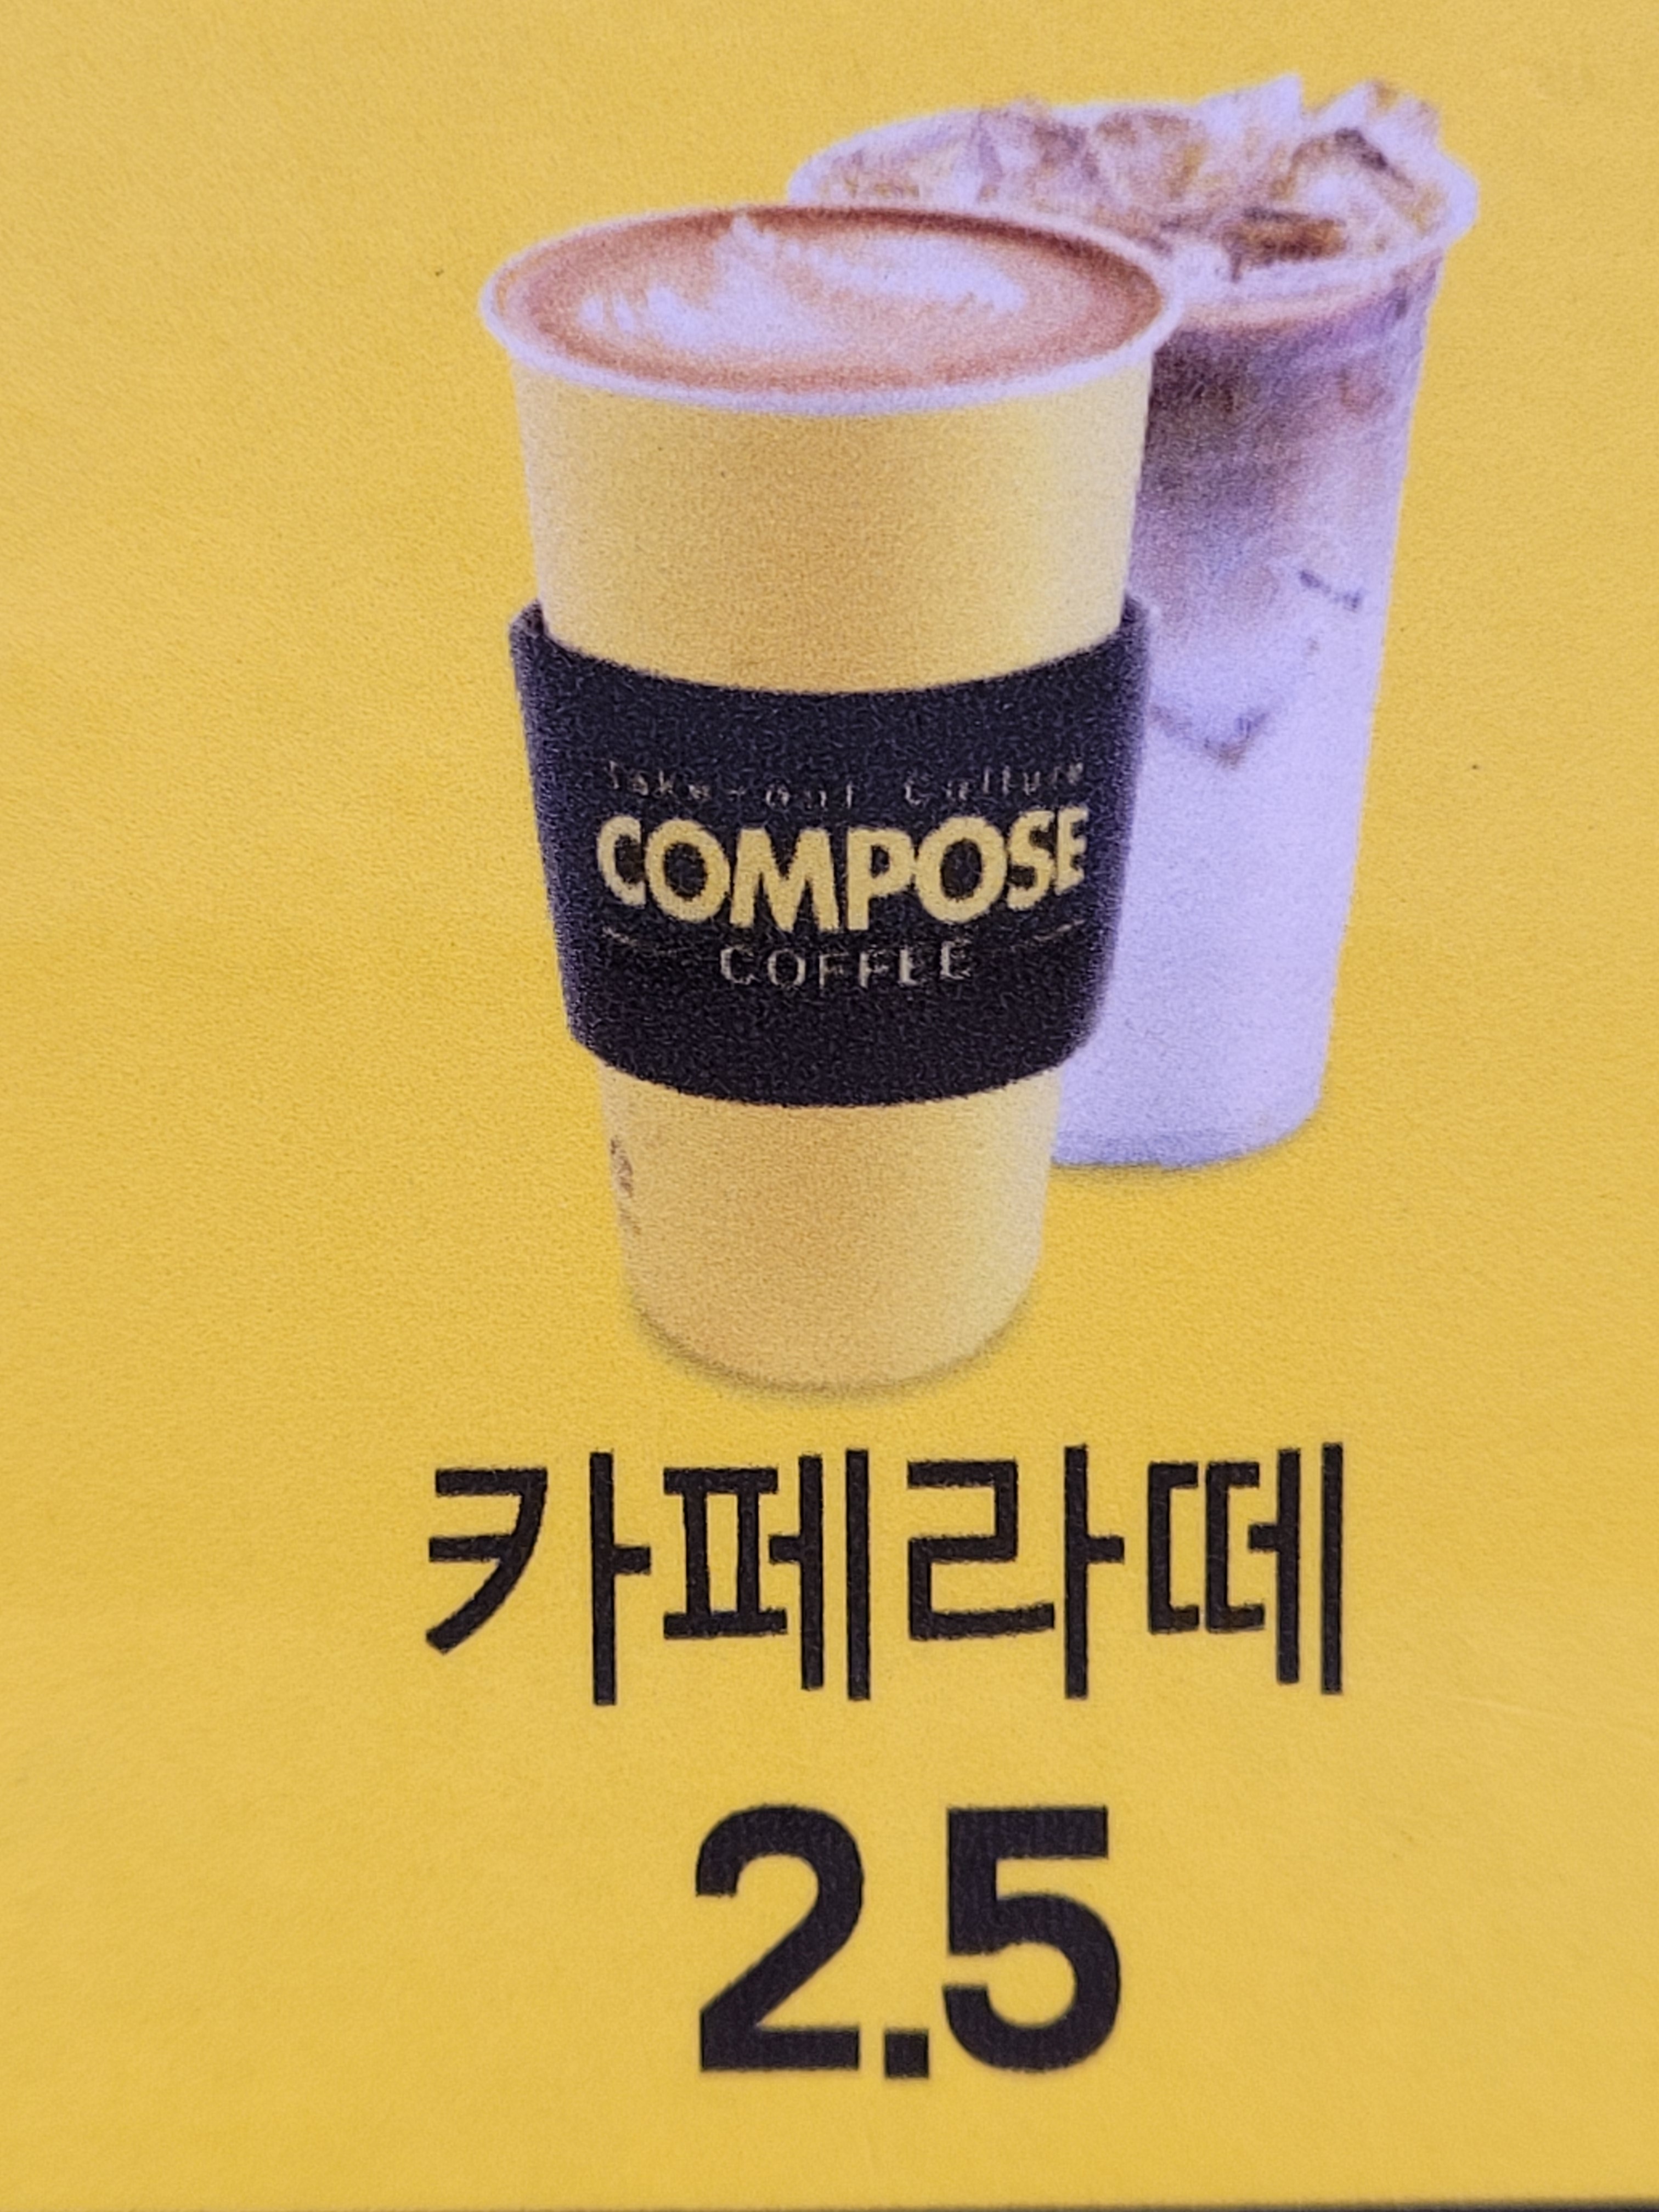 Take-out Culture
COMPOSE
COFFEE
카페라떼
2.5